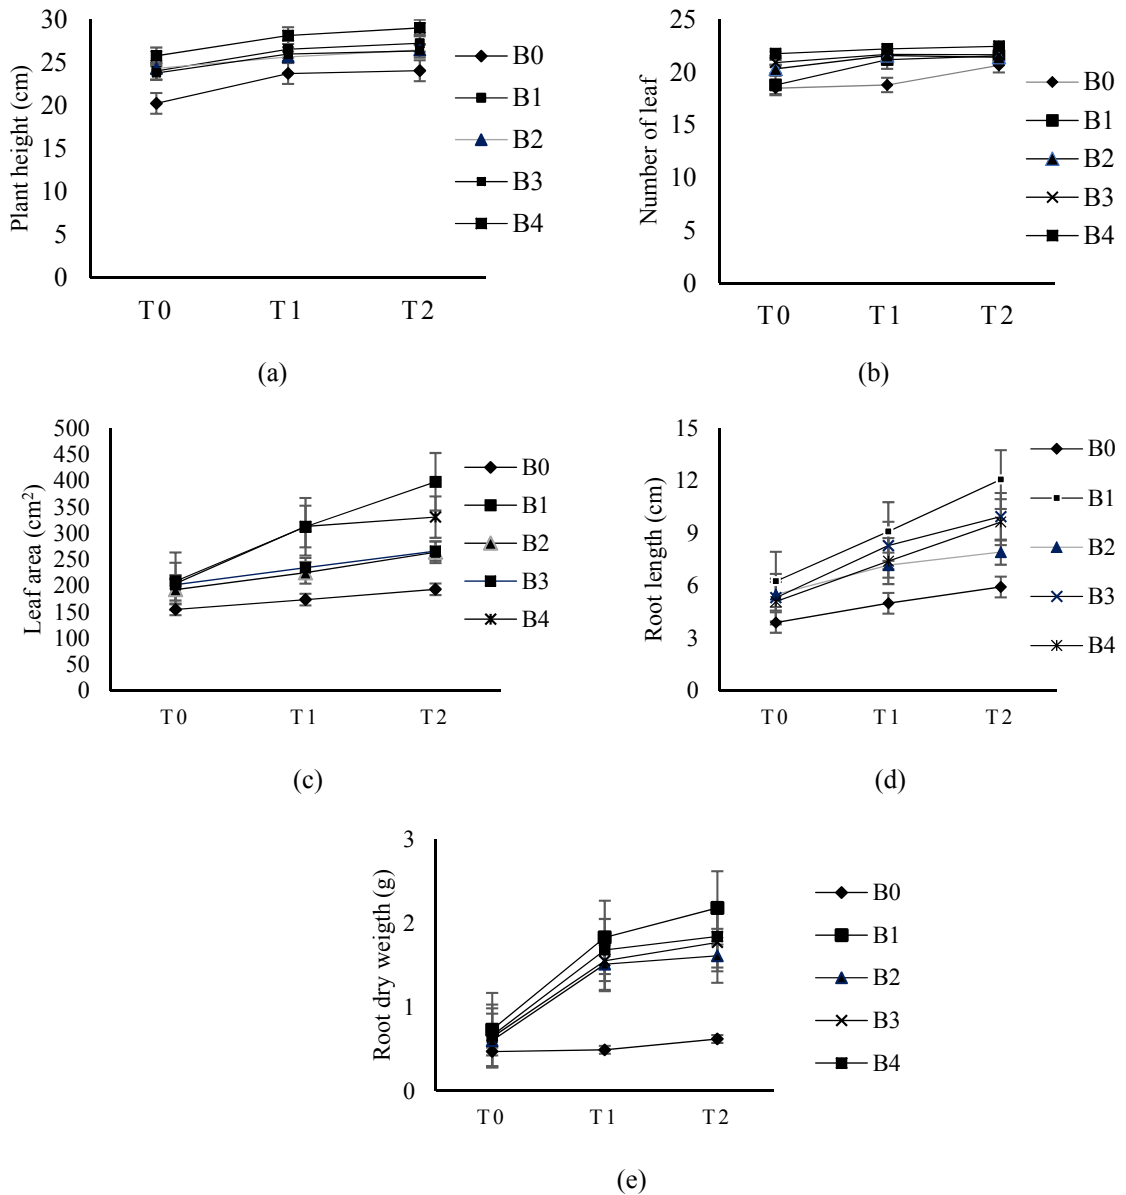 Plant height (cm)
30
25
20
15
10
5
0
T0 T1 T2
B0
B1
B2
B3
B4
(a)
Number of leaf
25
20
15
10
5
0
T0 T1 T2
B0
B1
B2
B3
B4
(b)
Leaf area (cm²)
500
450
400
350
300
250
200
150
100
50
0
T0 T1 T2
B0
B1
B2
B3
B4
(c)
Root length (cm)
15
12
9
6
3
0
T0 T1 T2
B0
B1
B2
B3
B4
(d)
Root dry weigth (g)
3
2
1
0
T0 T1 T2
B0
B1
B2
B3
B4
(e)